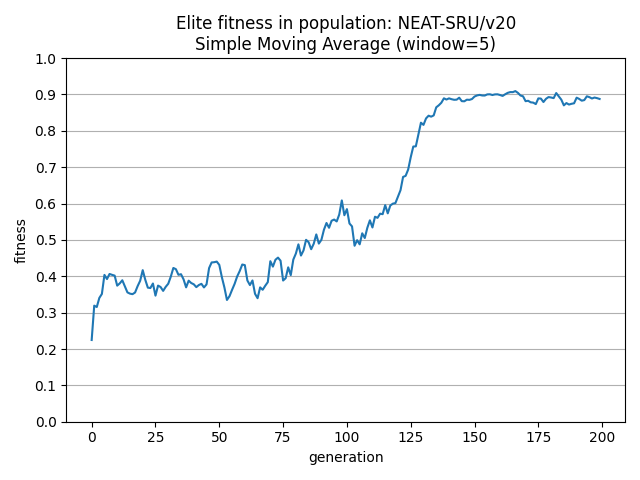 Elite fitness in population: NEAT-SRU/v20
Simple Moving Average (window=5)
1.0
0.9
0.8
0.7
0.6
0.5
0.4
0.3
0.2
0.1
0.0
fitness
0 25 50 75 100 125 150 175 200
generation